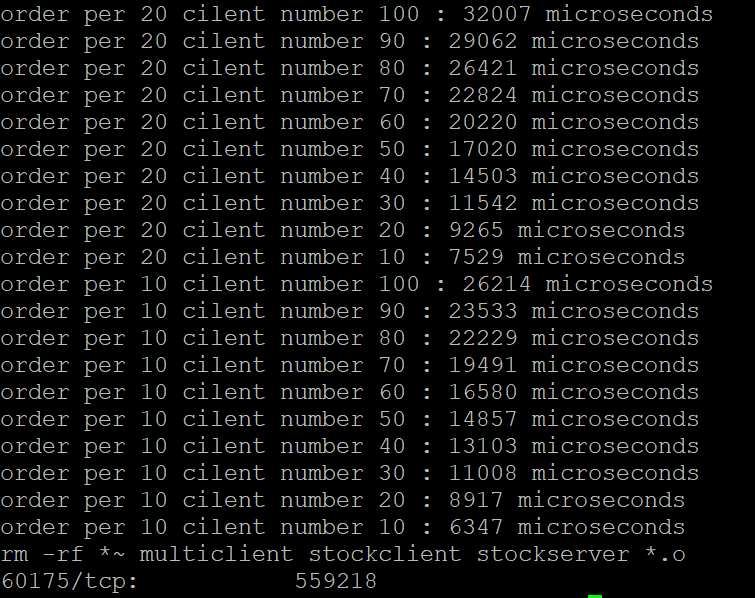 order per 20 cilent number 100 : 32007 microseconds
order per 20 cilent number 90 : 29062 microseconds
order per 20 cilent number 80 : 26421 microseconds
order per 20 cilent number 70 : 22824 microseconds
order per 20 cilent number 60 : 20220 microseconds
order per 20 cilent number 50 : 17020 microseconds
order per 20 cilent number 40 : 14503 microseconds
order per 20 cilent number 30 : 11542 microseconds
order per 20 cilent number 20 : 9265 microseconds
order per 20 cilent number 10 : 7529 microseconds
order per 10 cilent number 100 : 26214 microseconds
order per 10 cilent number 90 : 23533 microseconds
order per 10 cilent number 80 : 22229 microseconds
order per 10 cilent number 70 : 19491 microseconds
order per 10 cilent number 60 : 16580 microseconds
order per 10 cilent number 50 : 14857 microseconds
order per 10 cilent number 40 : 13103 microseconds
order per 10 cilent number 30 : 11008 microseconds
order per 10 cilent number 20 : 8917 microseconds
order per 10 cilent number 10 : 6347 microseconds
rm -rf *~ multiclient stockclient stockserver *.o
60175/tcp:           559218